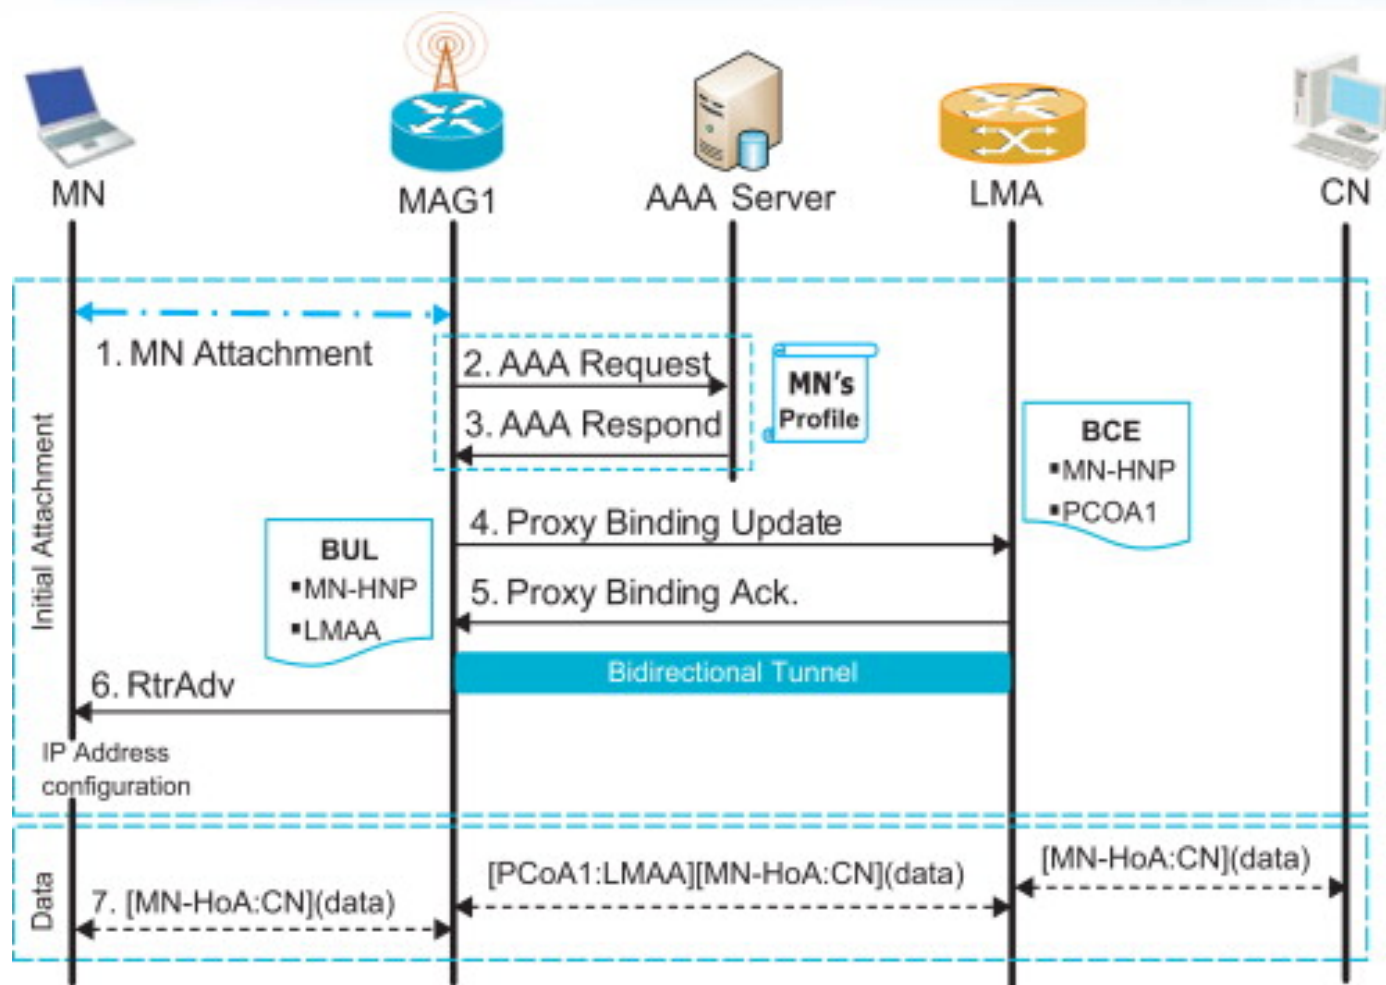 MN
MAG1
AAA Server
LMA
CN
Initial Attachment
1. MN Attachment
2. AAA Request
3. AAA Respond
MN's
Profile
BCE
▪MN-HNP
▪PCOA1
4. Proxy Binding Update
BUL
▪MN-HNP
▪LMAA
5. Proxy Binding Ack.
Bidirectional Tunnel
6. RtrAdv
IP Address
configuration
Data
7. [MN-HoA:CN](data)
[PCoA1:LMAA][MN-HoA:CN](data)
[MN-HoA:CN](data)